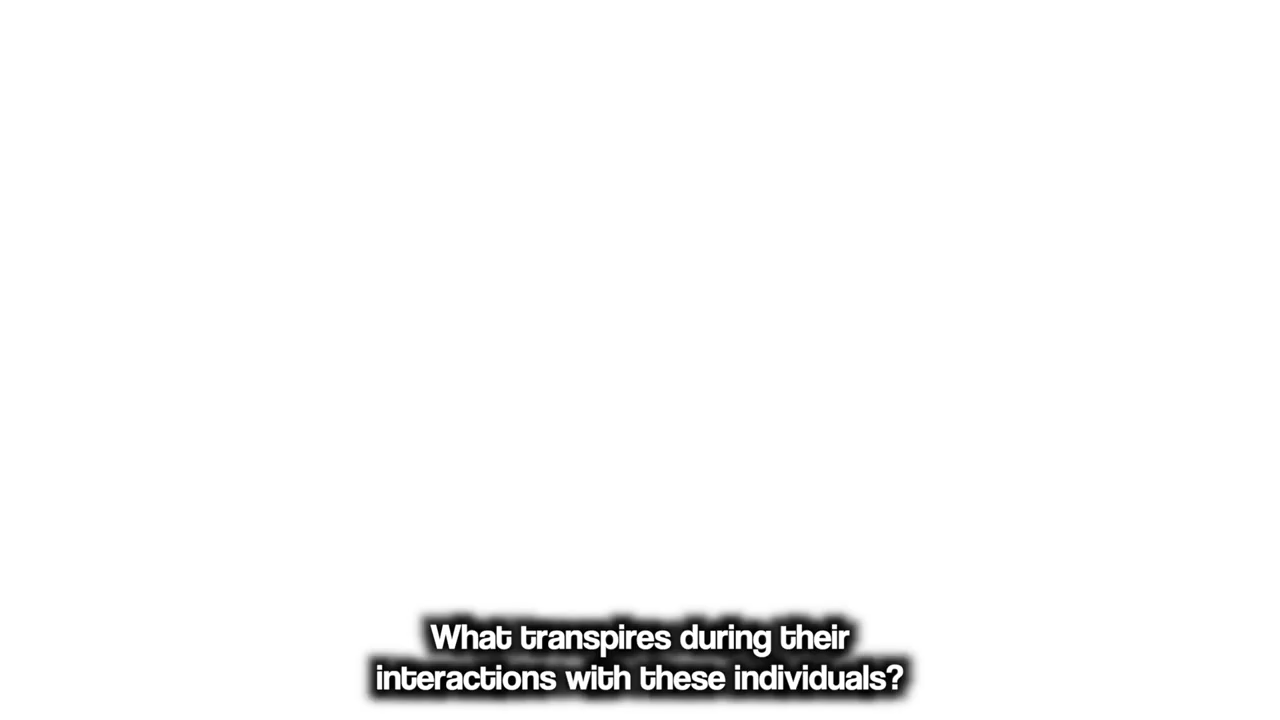 What transpires during their
interactions with these individuals?